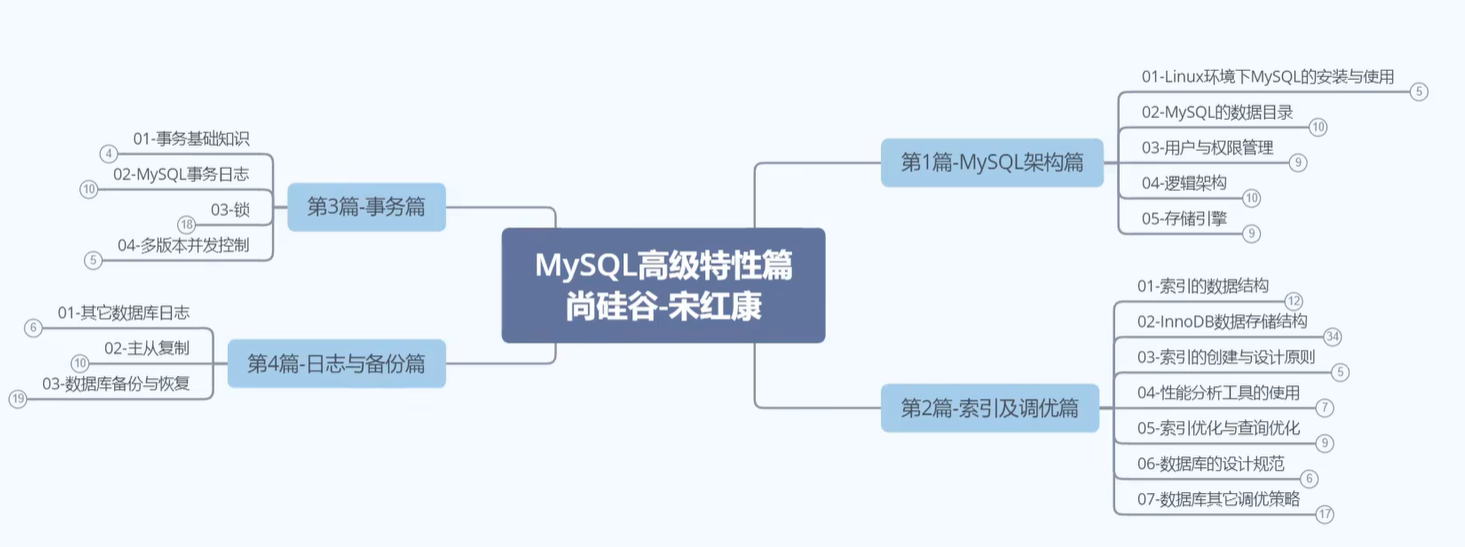 MySQL高级特性篇
尚硅谷-宋红康
第1篇-MySQL架构篇
01-Linux环境下MySQL的安装与使用
5
02-MySQL的数据目录
10
03-用户与权限管理
9
04-逻辑架构
10
05-存储引擎
9
第2篇-索引及调优篇
01-索引的数据结构
12
02-InnoDB数据存储结构
34
03-索引的创建与设计原则
5
04-性能分析工具的使用
7
05-索引优化与查询优化
9
06-数据库的设计规范
6
07-数据库其它调优策略
17
第3篇-事务篇
01-事务基础知识
4
02-MySQL事务日志
10
03-锁
18
04-多版本并发控制
5
第4篇-日志与备份篇
01-其它数据库日志
6
02-主从复制
10
03-数据库备份与恢复
19